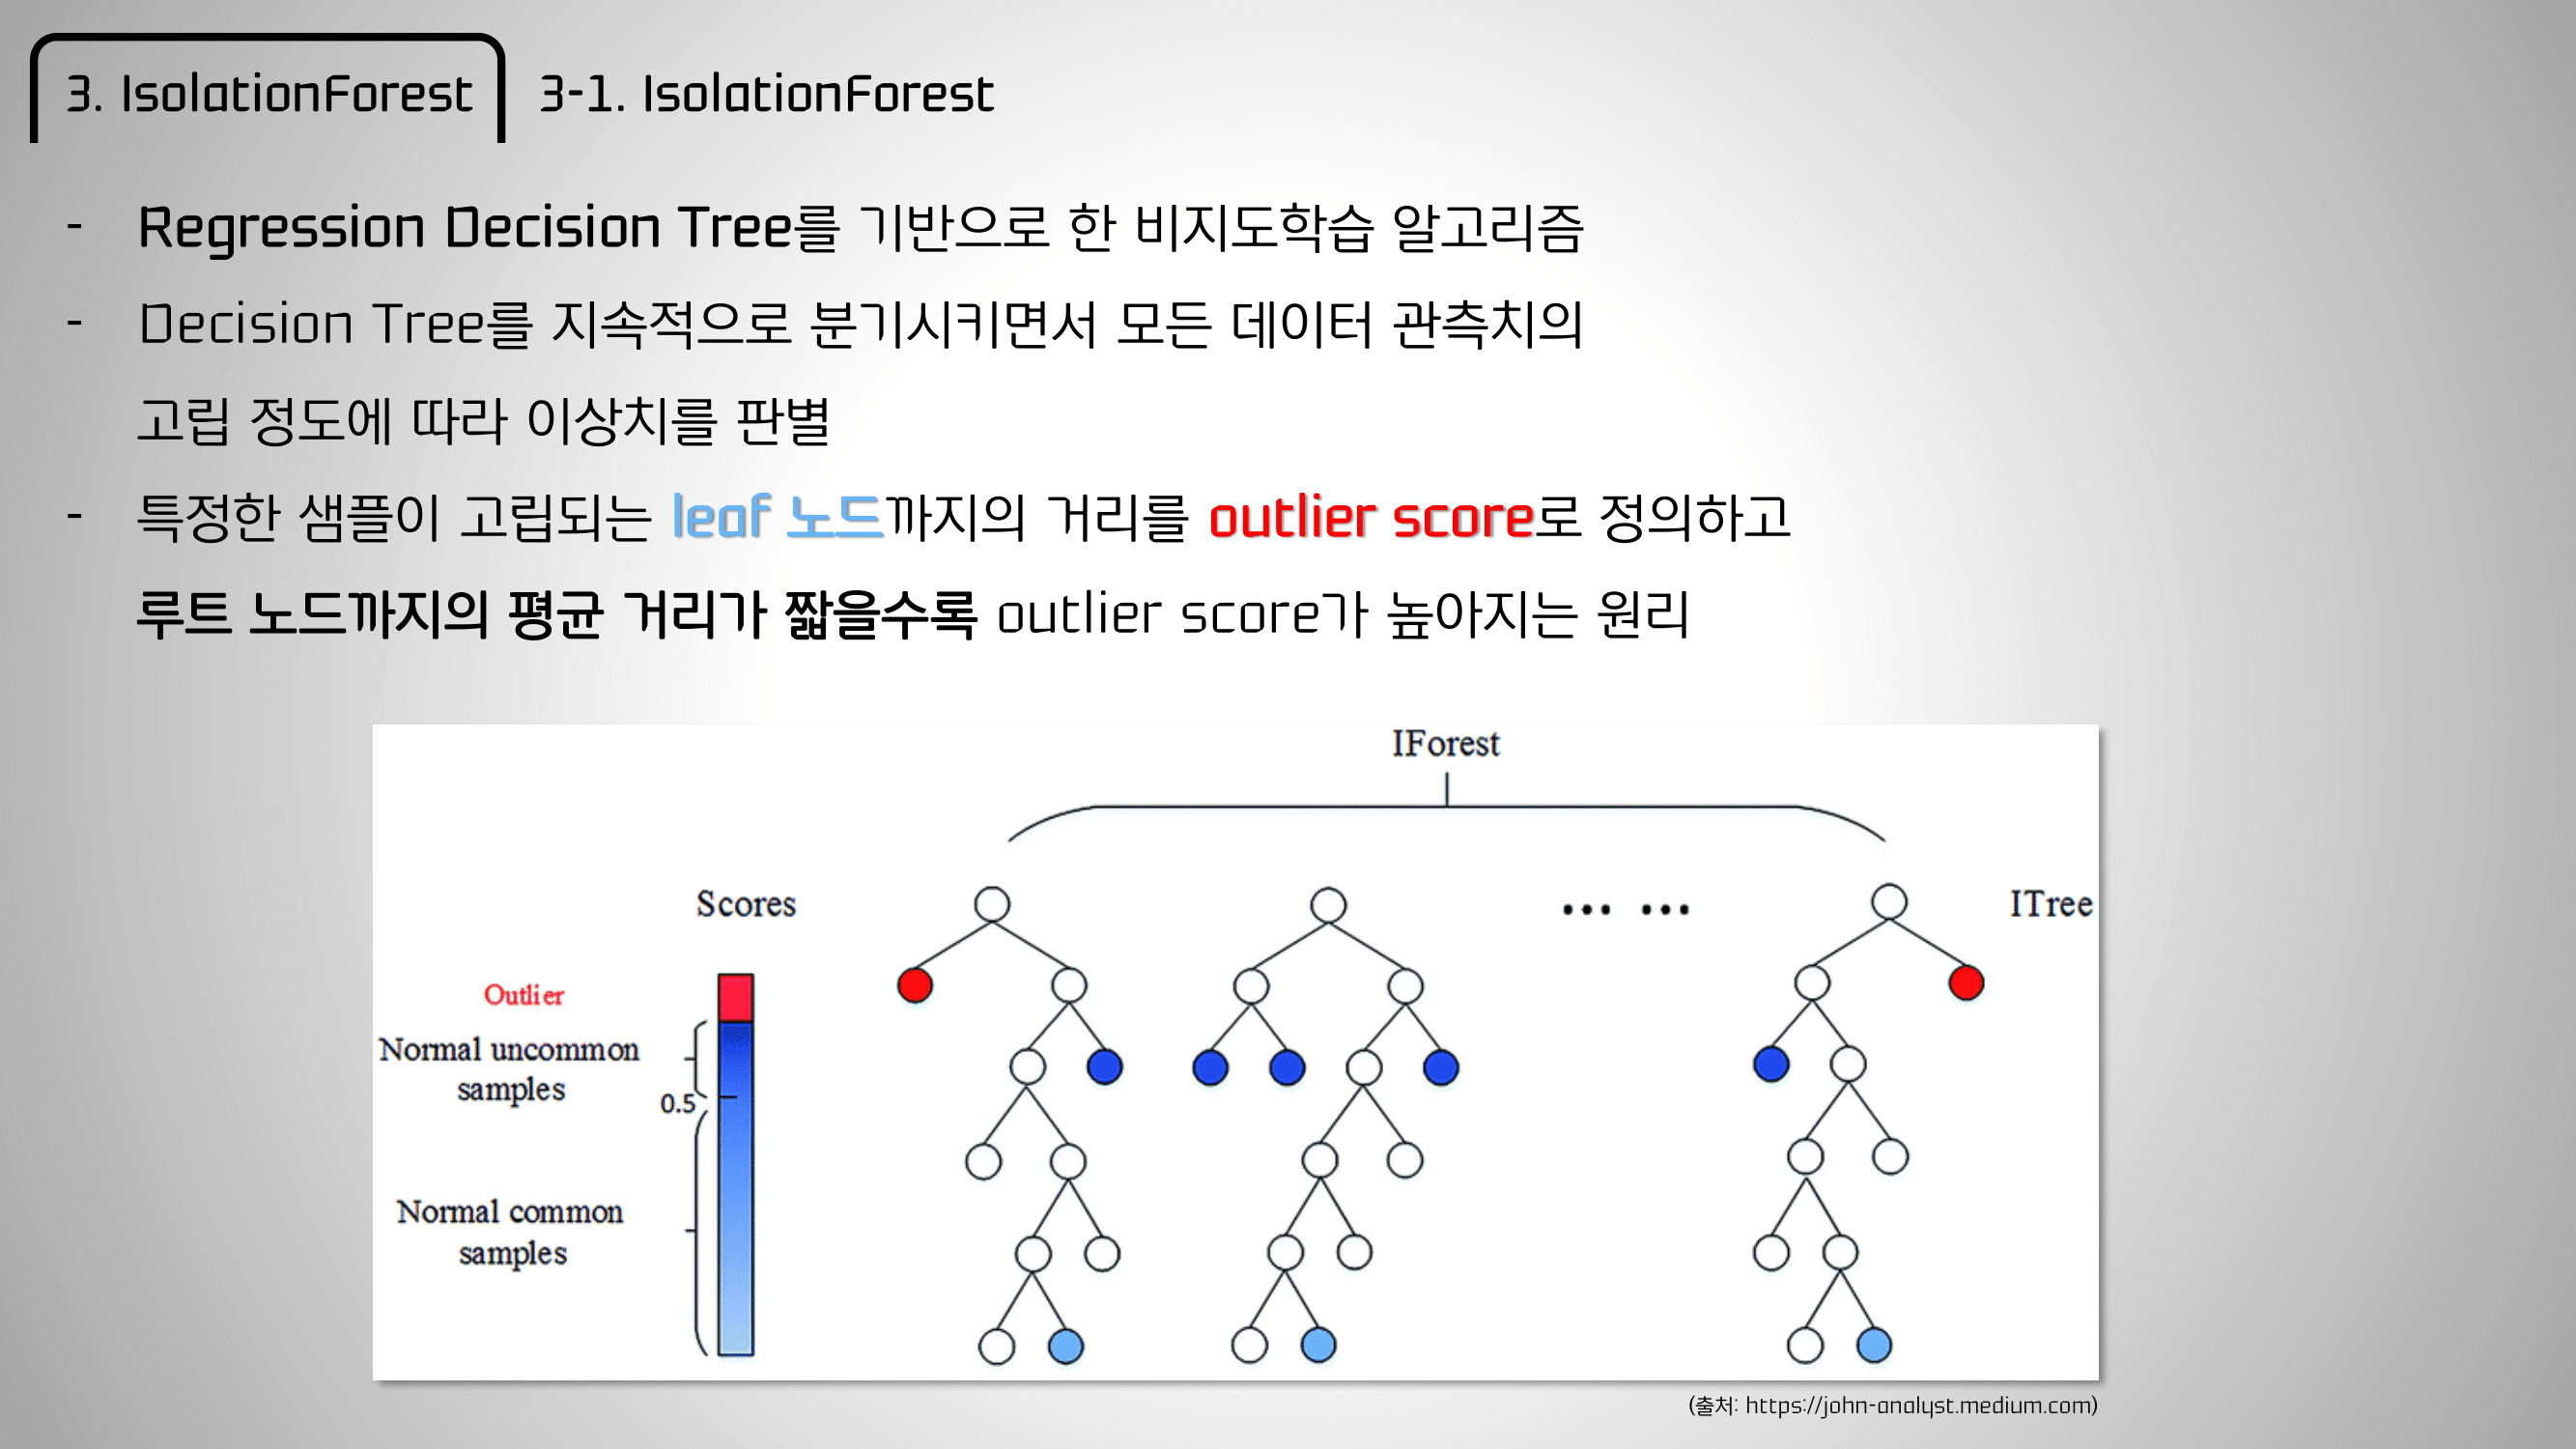 3. IsolationForest
3-1. IsolationForest
- Regression Decision Tree를 기반으로 한 비지도학습 알고리즘
- Decision Tree를 지속적으로 분기시키면서 모든 데이터 관측치의
고립 정도에 따라 이상치를 판별
- 특정한 샘플이 고립되는 leaf 노드까지의 거리를 outlier score로 정의하고
루트 노드까지의 평균 거리가 짧을수록 outlier score가 높아지는 원리
IForest
Scores
... ...
ITree
Outlier
Normal uncommon
samples
0.5
Normal common
samples
(출처: https://john-analyst.medium.com)